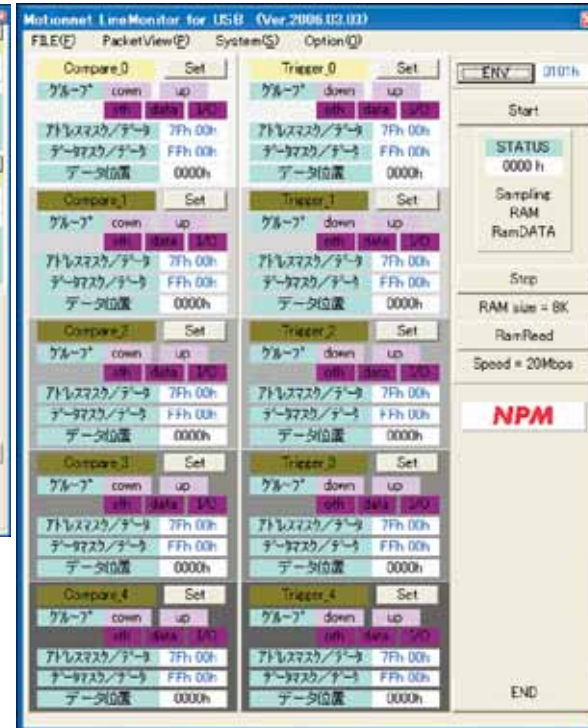 Motionnet LineMonitor for USB (Ver.2006.03.03)
FILE(F) PacketView(P) System(S) Option(O)
Compare_0 Set
グループ cown up
oth data I/O
アドレスマスク/データ 7Fh 00h
データマスク/データ FFh 00h
データ位置 0000h
Compare_1 Set
グループ cown up
oth data I/O
アドレスマスク/データ 7Fh 00h
データマスク/データ FFh 00h
データ位置 0000h
Compare_2 Set
グループ cown up
oth data I/O
アドレスマスク/データ 7Fh 00h
データマスク/データ FFh 00h
データ位置 0000h
Compare_3 Set
グループ cown up
oth data I/O
アドレスマスク/データ 7Fh 00h
データマスク/データ FFh 00h
データ位置 0000h
Compare_4 Set
グループ cown up
oth data I/O
アドレスマスク/データ 7Fh 00h
データマスク/データ FFh 00h
データ位置 0000h
Trigger_0 Set
グループ down up
oth data I/O
アドレスマスク/データ 7Fh 00h
データマスク/データ FFh 00h
データ位置 0000h
Trigger_1 Set
グループ down up
oth data I/O
アドレスマスク/データ 7Fh 00h
データマスク/データ FFh 00h
データ位置 0000h
Trigger_2 Set
グループ down up
oth data I/O
アドレスマスク/データ 7Fh 00h
データマスク/データ FFh 00h
データ位置 0000h
Trigger_3 Set
グループ down up
oth data I/O
アドレスマスク/データ 7Fh 00h
データマスク/データ FFh 00h
データ位置 0000h
Trigger_4 Set
グループ down up
oth data I/O
アドレスマスク/データ 7Fh 00h
データマスク/データ FFh 00h
データ位置 0000h
ENV 0101h
Start
STATUS
0000 h
Sampling
RAM
RamDATA
Stop
RAM size = 8K
RamReed
Speed = 20Mbps
NPM
END